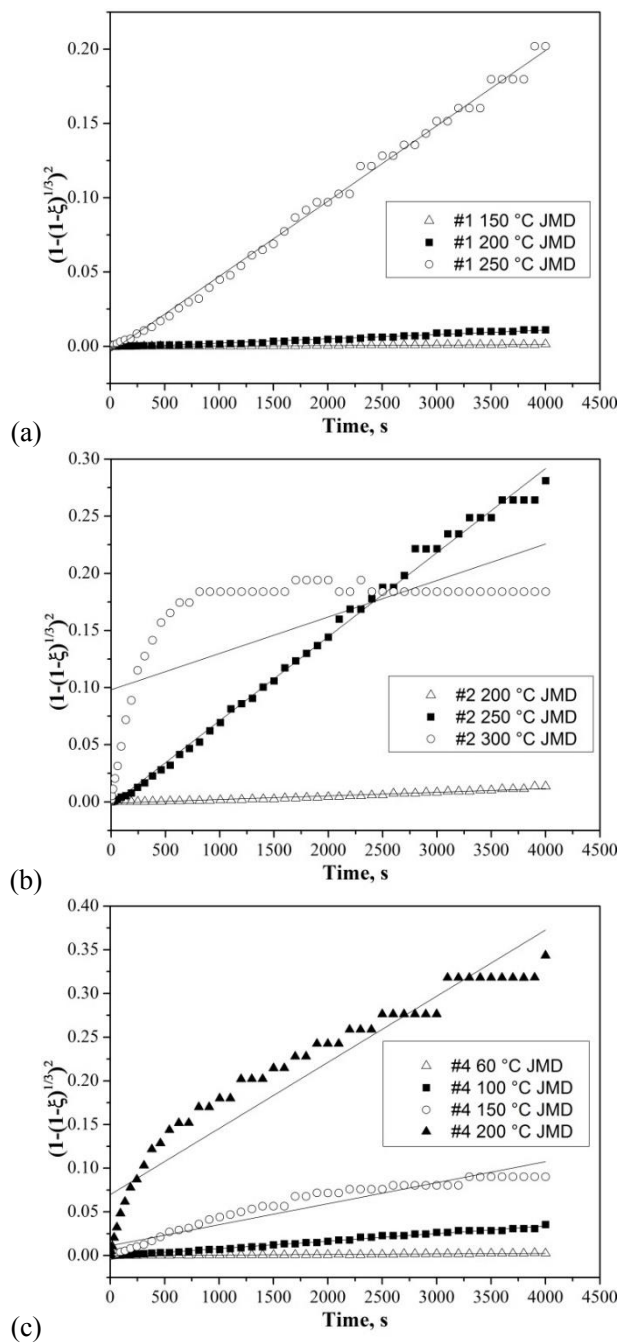 0.20
0.15
0.10
0.05
0.00
(1-(1-ξ)^1/3)^2
#1 150 °C JMD
#1 200 °C JMD
#1 250 °C JMD
0 500 1000 1500 2000 2500 3000 3500 4000 4500
Time, s
(a)
0.30
0.25
0.20
0.15
0.10
0.05
0.00
(1-(1-ξ)^1/3)^2
#2 200 °C JMD
#2 250 °C JMD
#2 300 °C JMD
0 500 1000 1500 2000 2500 3000 3500 4000 4500
Time, s
(b)
0.40
0.35
0.30
0.25
0.20
0.15
0.10
0.05
0.00
(1-(1-ξ)^1/3)^2
#4 60 °C JMD
#4 100 °C JMD
#4 150 °C JMD
#4 200 °C JMD
0 500 1000 1500 2000 2500 3000 3500 4000 4500
Time, s
(c)